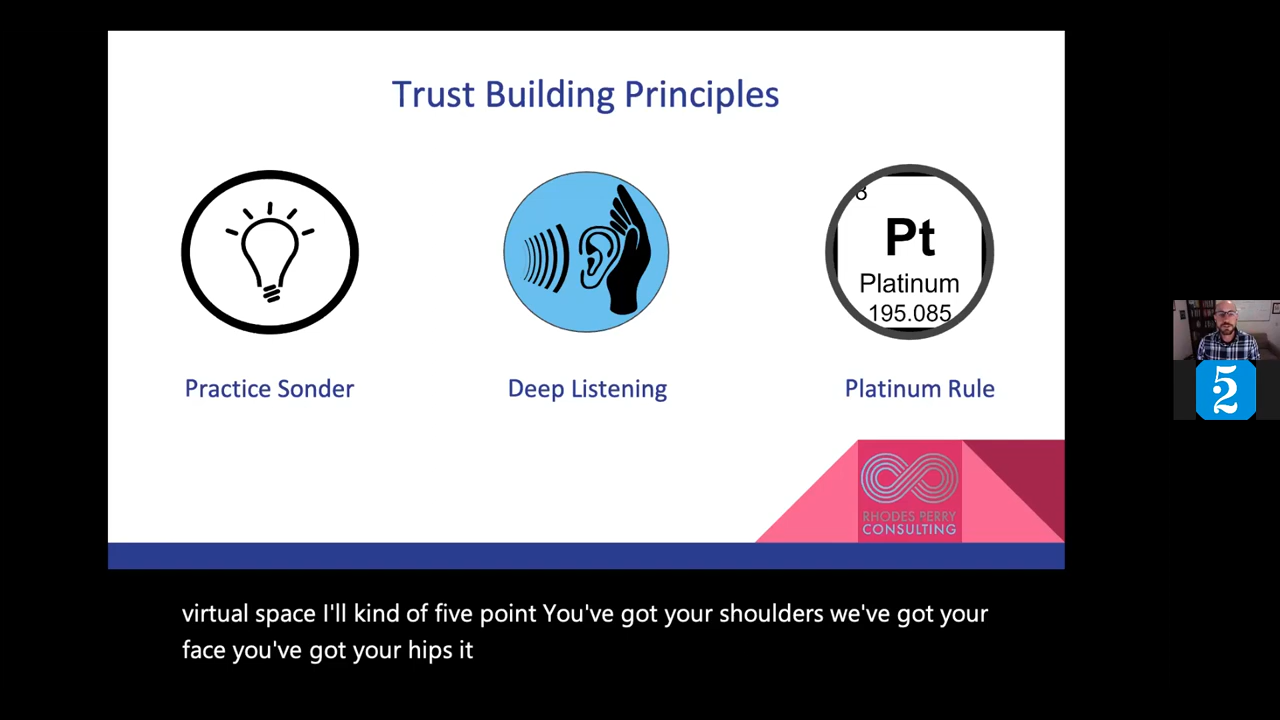 Trust Building Principles
8
Pt
Platinum
195.085
Practice Sonder
Deep Listening
Platinum Rule
RHODES PERRY
CONSULTING
52
virtual space I'll kind of five point You've got your shoulders we've got your
face you've got your hips it